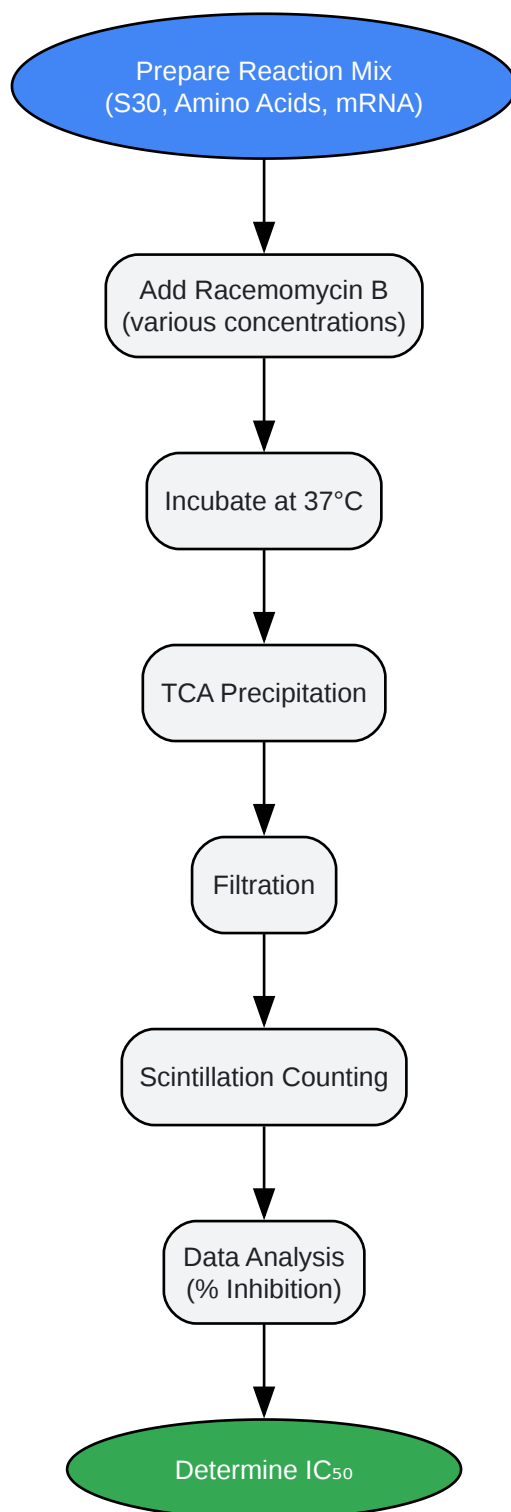 Prepare Reaction Mix
(S30, Amino Acids, mRNA)
Add Racemomycin B
(various concentrations)
Incubate at 37°C
TCA Precipitation
Filtration
Scintillation Counting
Data Analysis
(% Inhibition)
Determine IC₅₀